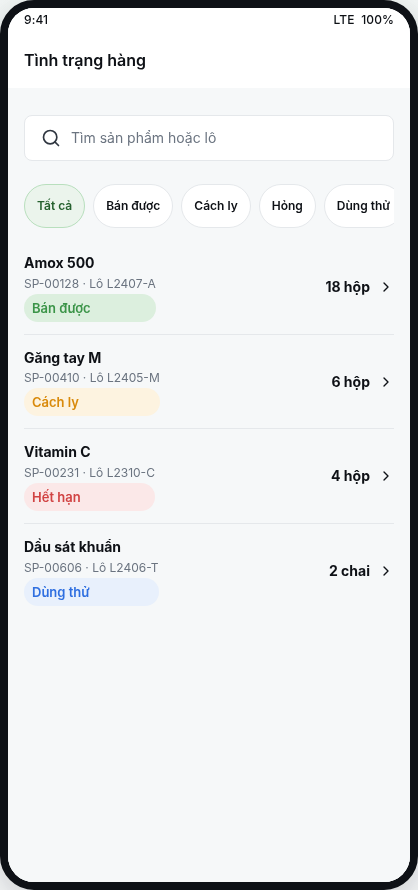 9:41 LTE 100%
Tình trạng hàng
Tìm sản phẩm hoặc lô
Tất cả Bán được Cách ly Hỏng Dùng thử
Amox 500
SP-00128 · Lô L2407-A
18 hộp
Bán được
Găng tay M
SP-00410 · Lô L2405-M
6 hộp
Cách ly
Vitamin C
SP-00231 · Lô L2310-C
4 hộp
Hết hạn
Dầu sát khuẩn
SP-00606 · Lô L2406-T
2 chai
Dùng thử